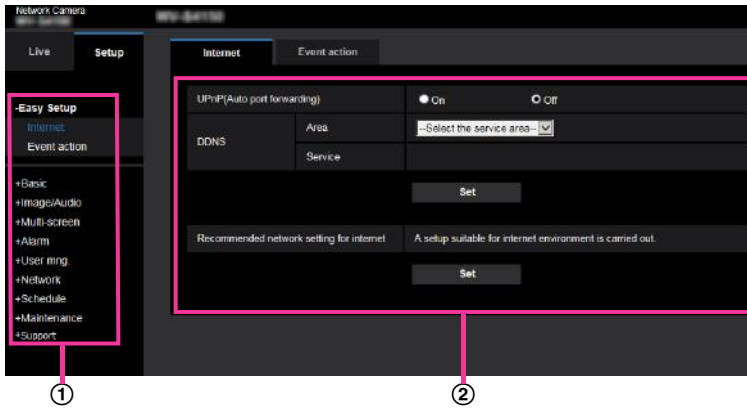 Network Camera
Live
Setup
Internet
Event action
-Easy Setup
Internet
Event action
+Basic
+Image/Audio
+Multi-screen
+Alarm
+User mng.
+Network
+Schedule
+Maintenance
+Support
UPnP(Auto port forwarding)
On
Off
DDNS
Area
--Select the service area--
Service
Set
Recommended network setting for internet
A setup suitable for internet environment is carried out.
Set
①
②